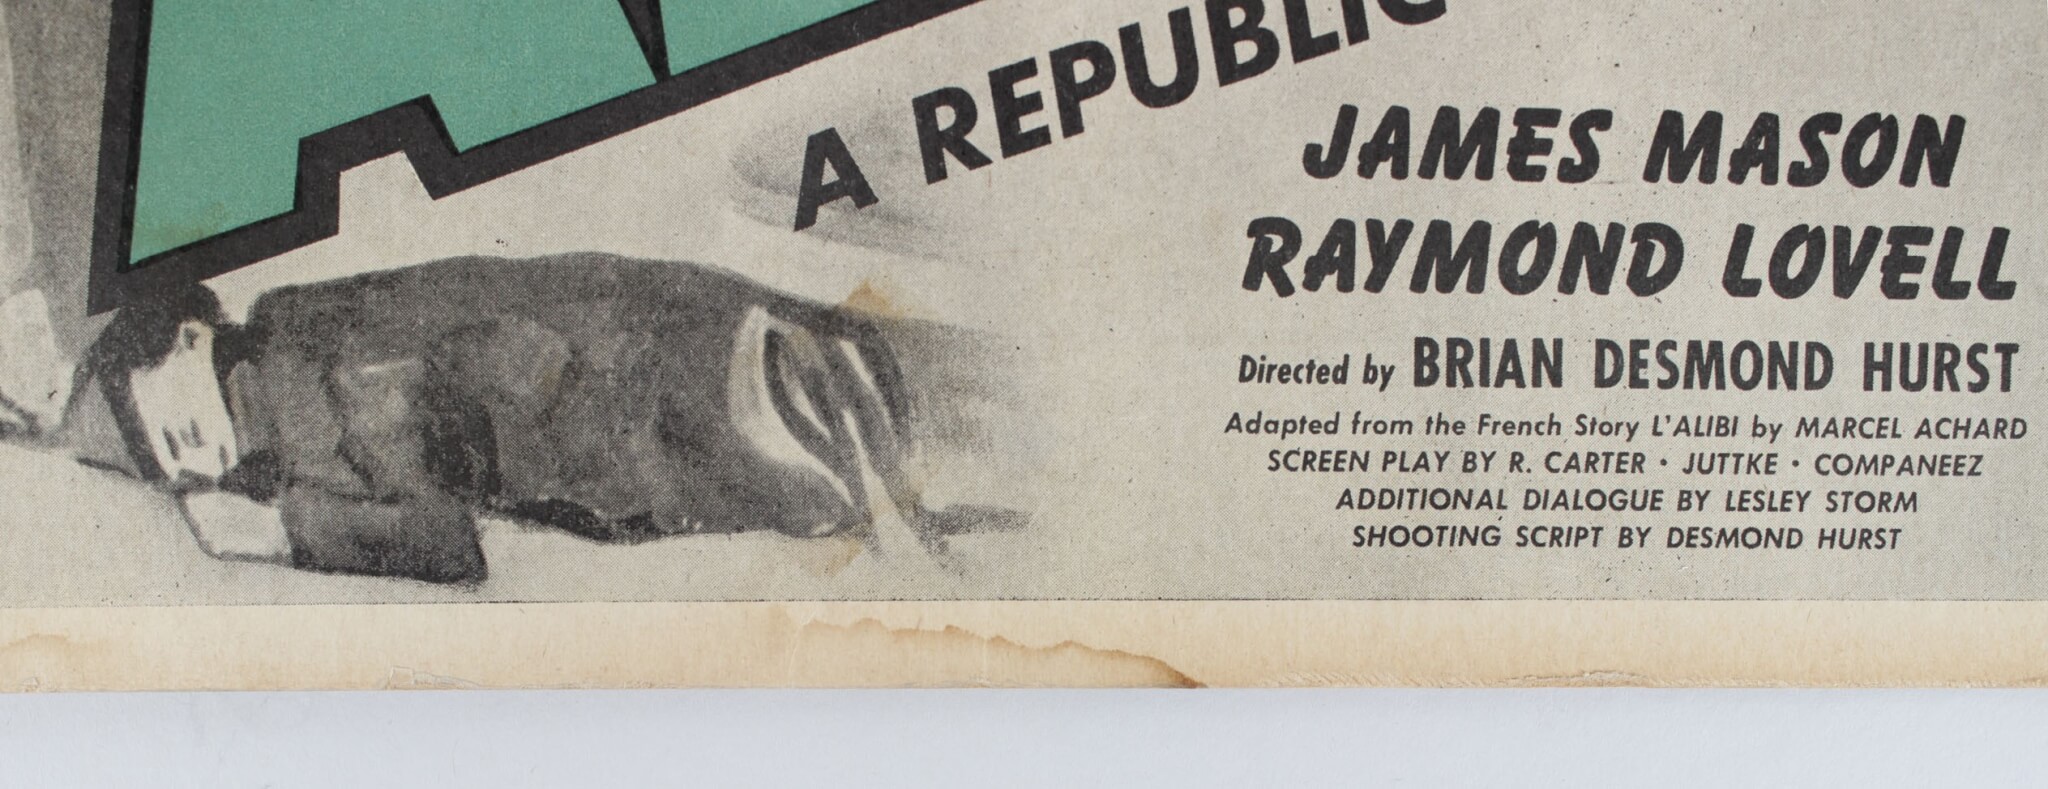 A REPUBLIC
JAMES MASON
RAYMOND LOVELL
Directed by BRIAN DESMOND HURST
Adapted from the French Story L'ALIBI by MARCEL ACHARD
SCREEN PLAY BY R. CARTER • JUTTKE • COMPANEEZ
ADDITIONAL DIALOGUE BY LESLEY STORM
SHOOTING SCRIPT BY DESMOND HURST